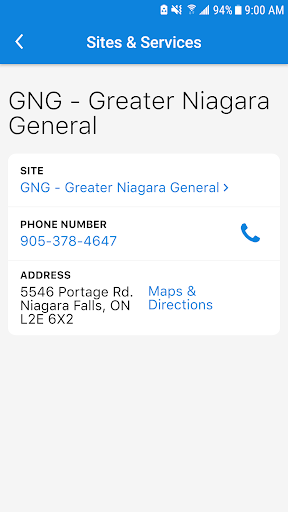 94% 9:00 AM
Sites & Services
GNG - Greater Niagara
General
SITE
GNG - Greater Niagara General
PHONE NUMBER
905-378-4647
ADDRESS
5546 Portage Rd.
Niagara Falls, ON
L2E 6X2
Maps &
Directions